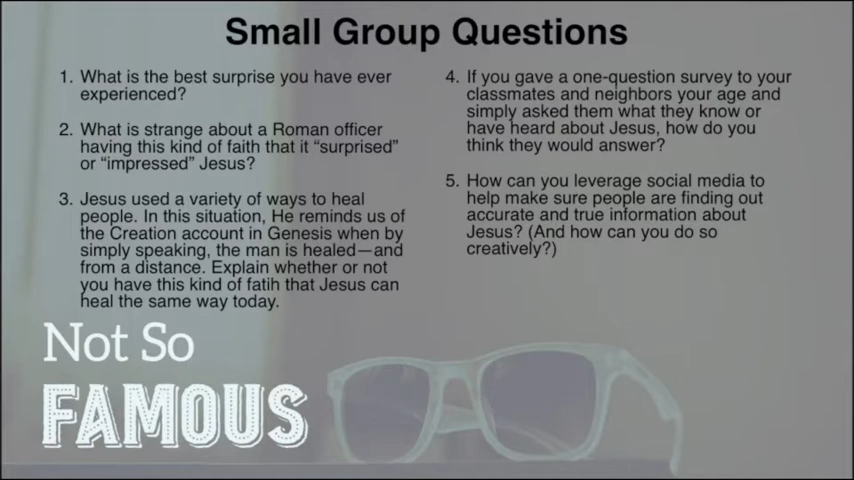 Small Group Questions
1. What is the best surprise you have ever
experienced?
2. What is strange about a Roman officer
having this kind of faith that it “surprised”
or “impressed” Jesus?
3. Jesus used a variety of ways to heal
people. In this situation, He reminds us of
the Creation account in Genesis when by
simply speaking, the man is healed—and
from a distance. Explain whether or not
you have this kind of fatih that Jesus can
heal the same way today.
4. If you gave a one-question survey to your
classmates and neighbors your age and
simply asked them what they know or
have heard about Jesus, how do you
think they would answer?
5. How can you leverage social media to
help make sure people are finding out
accurate and true information about
Jesus? (And how can you do so
creatively?)
Not So
FAMOUS